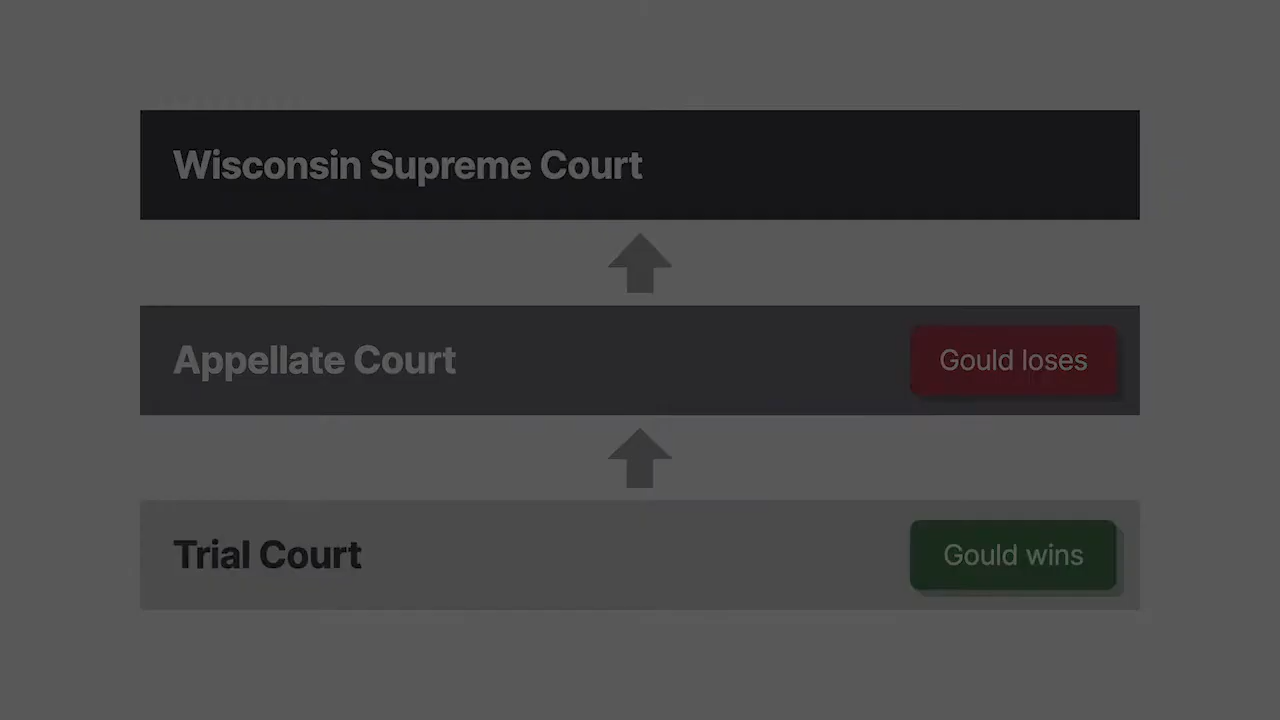 Wisconsin Supreme Court
Appellate Court
Gould loses
Trial Court
Gould wins